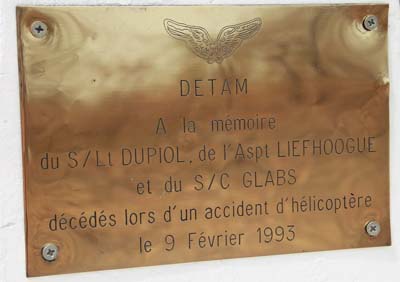 DETAM
A la mémoire
du S/Lt DUPIOL, de l'Aspt LIEFHOOGUE
et du S/C GLABS
décédés lors d'un accident d'hélicoptère
le 9 Février 1993